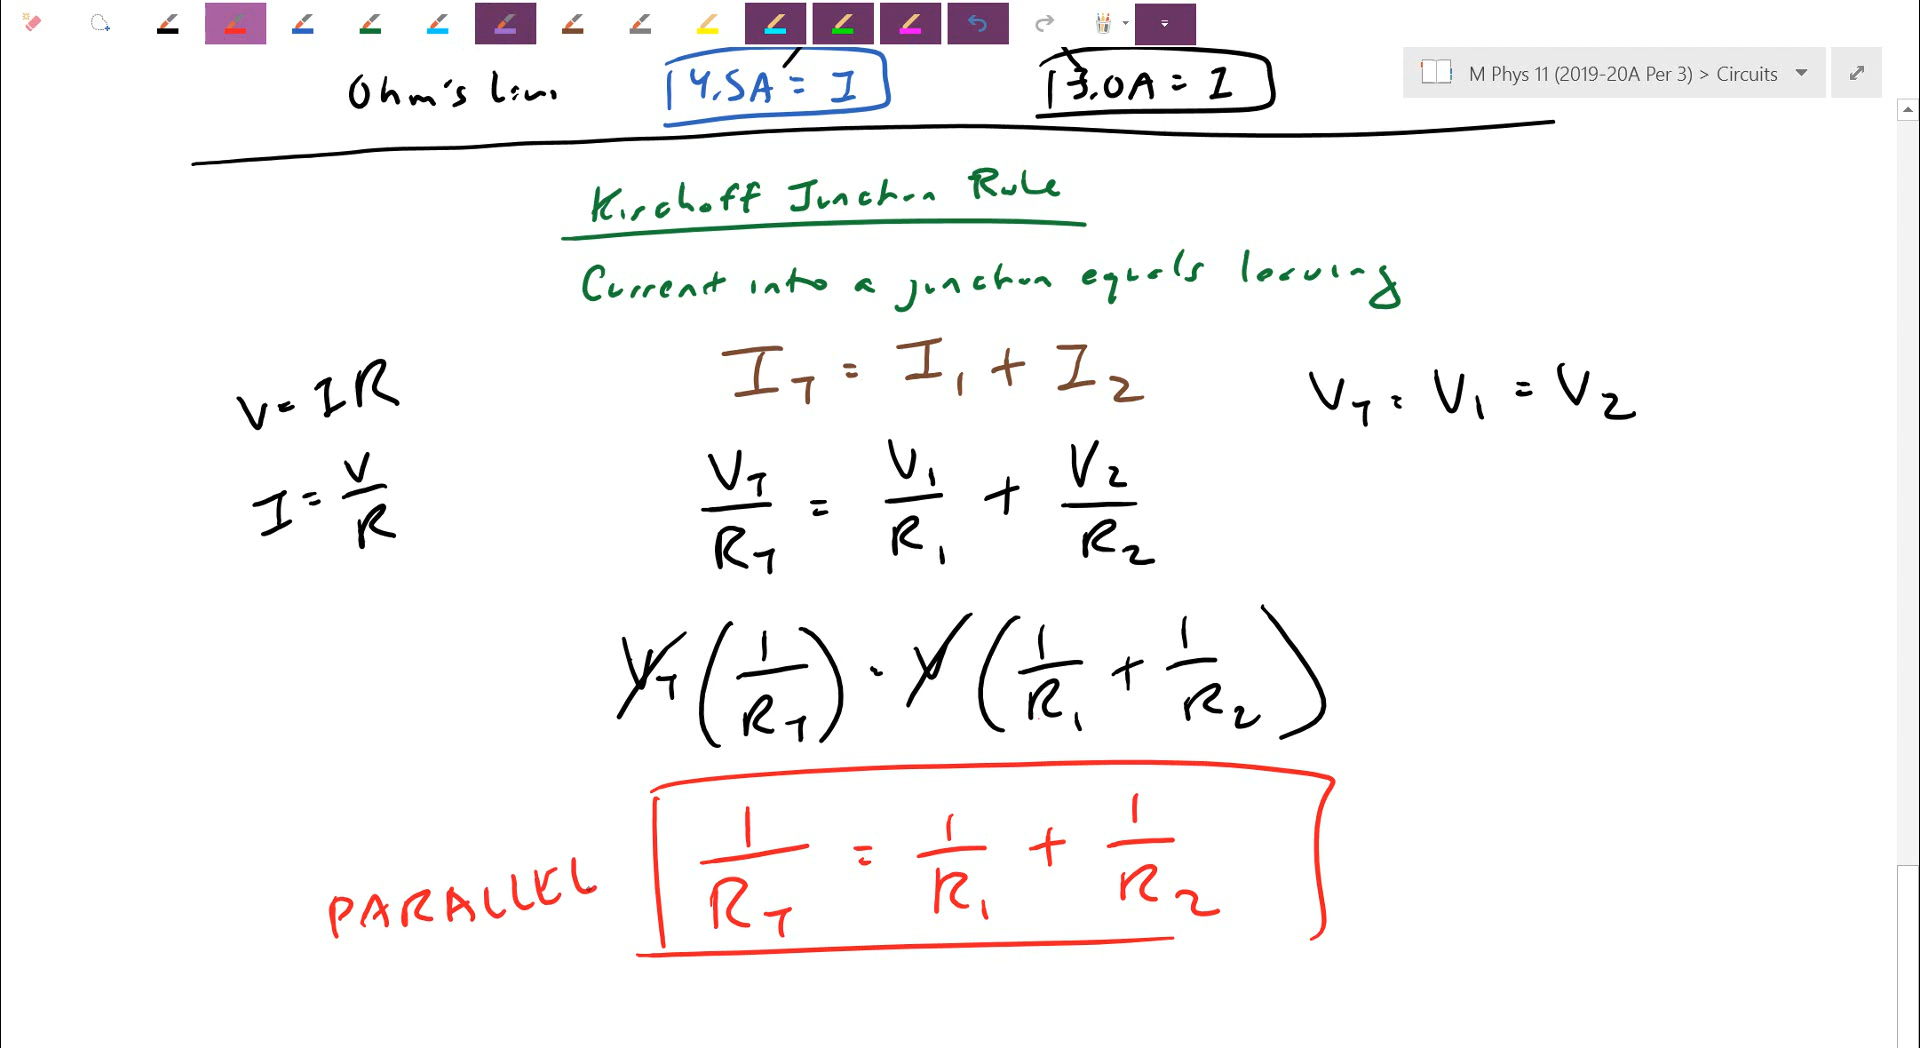 M Phys 11 (2019-20A Per 3) > Circuits
Ohm's Law 4.5A = I 3.0A = I
Kirchoff Junction Rule
Current into a junction equals leaving
V = IR
I_T = I_1 + I_2
V_T = V_1 = V_2
I = V/R
V_T/R_T = V_1/R_1 + V_2/R_2
V_T (1/R_T) = V (1/R_1 + 1/R_2)
PARALLEL 1/R_T = 1/R_1 + 1/R_2